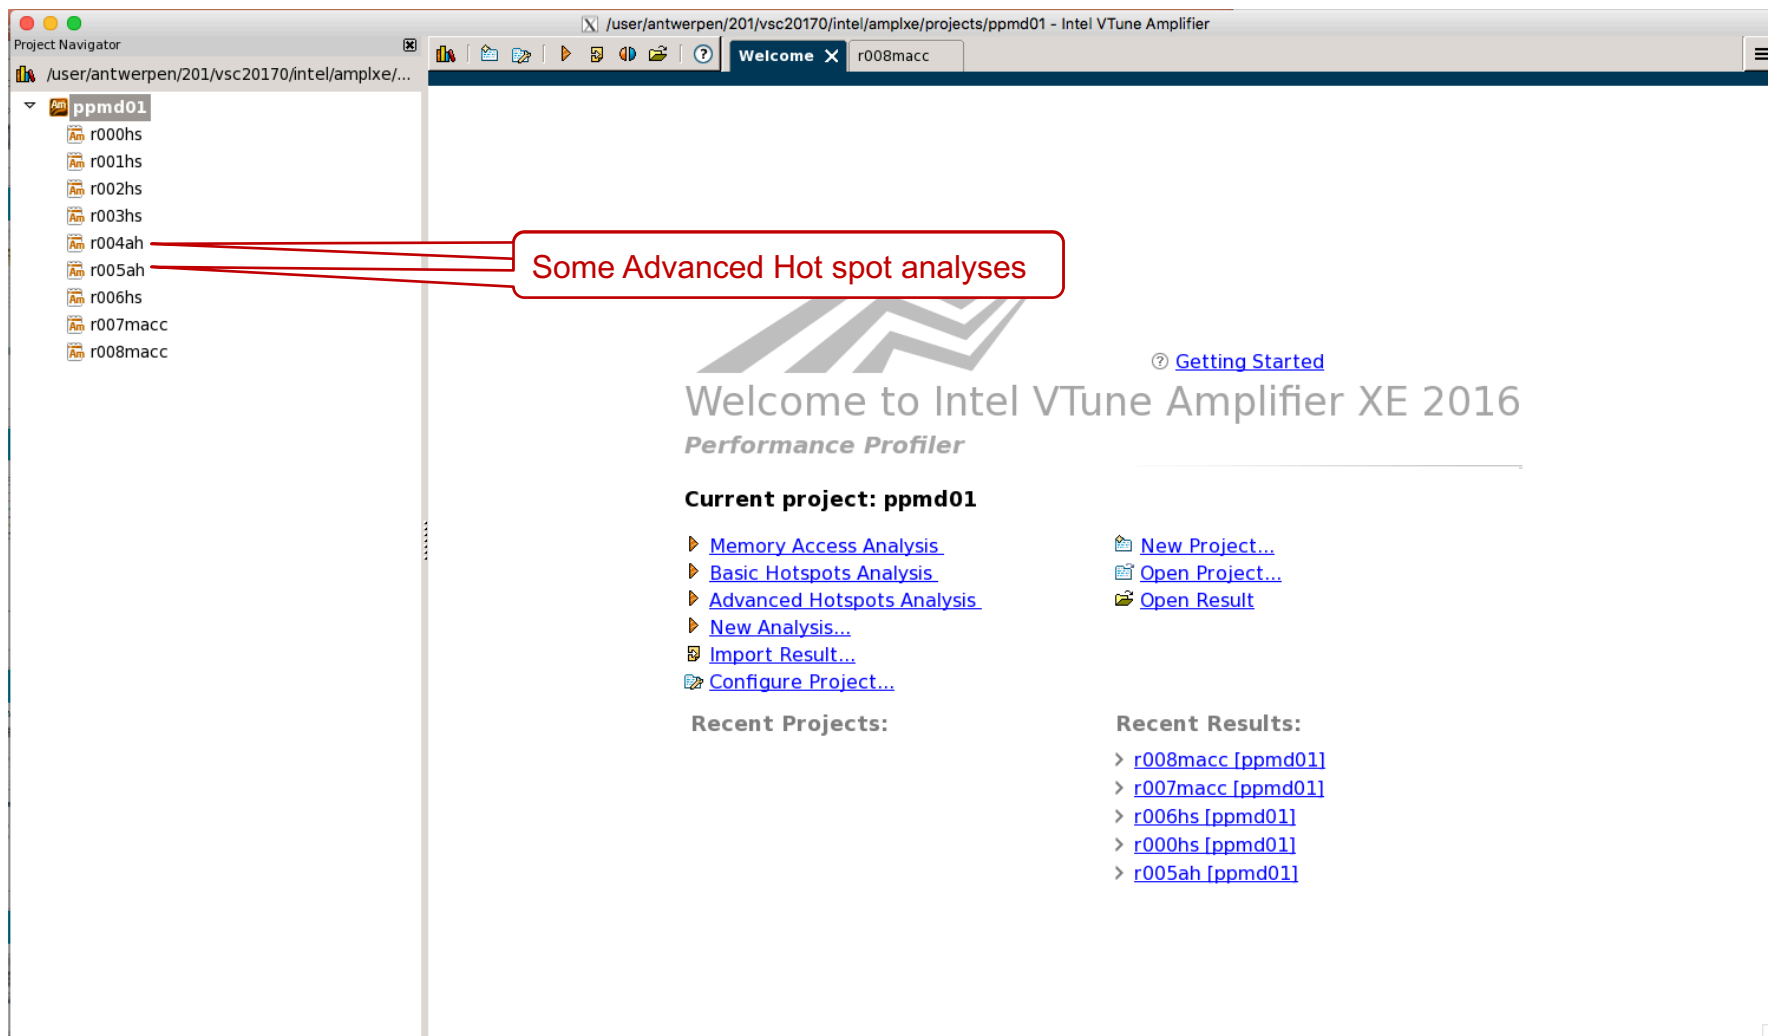 /user/antwerpen/201/vsc20170/intel/amplxe/projects/ppmd01 - Intel VTune Amplifier
Project Navigator
/user/antwerpen/201/vsc20170/intel/amplxe/...
Welcome
r008macc
ppmd01
r000hs
r001hs
r002hs
r003hs
r004ah
r005ah
r006hs
r007macc
r008macc
Some Advanced Hot spot analyses
Getting Started
Welcome to Intel VTune Amplifier XE 2016
Performance Profiler
Current project: ppmd01
Memory Access Analysis
Basic Hotspots Analysis
Advanced Hotspots Analysis
New Analysis...
Import Result...
Configure Project...
New Project...
Open Project...
Open Result
Recent Projects:
Recent Results:
r008macc [ppmd01]
r007macc [ppmd01]
r006hs [ppmd01]
r000hs [ppmd01]
r005ah [ppmd01]